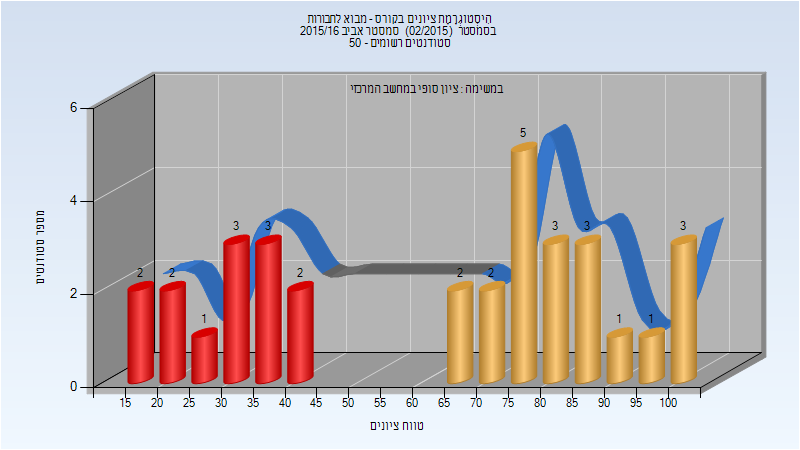 היסטוגרמת ציונים בקורס - מבוא לחבורות
בסמסטר (02/2015) סמסטר אביב 2015/16
סטודנטים רשומים - 50
במשימה : ציון סופי במחשב המרכזי
מספר סטודנטים
6
4
2
0
2 2 1 3 3 2 2 2 5 3 3 1 1 3
15 20 25 30 35 40 45 50 55 60 65 70 75 80 85 90 95 100
טווח ציונים